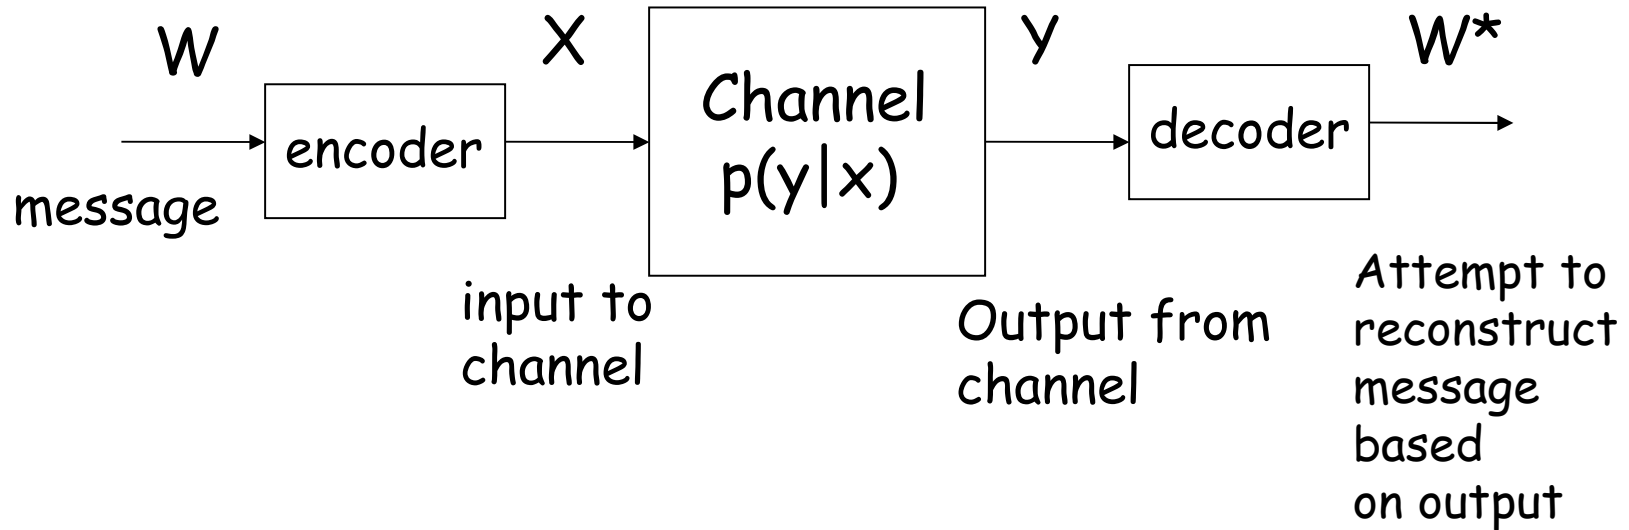 W
X
Y
W*
message
encoder
Channel
p(y|x)
decoder
input to
channel
Output from
channel
Attempt to
reconstruct
message
based
on output